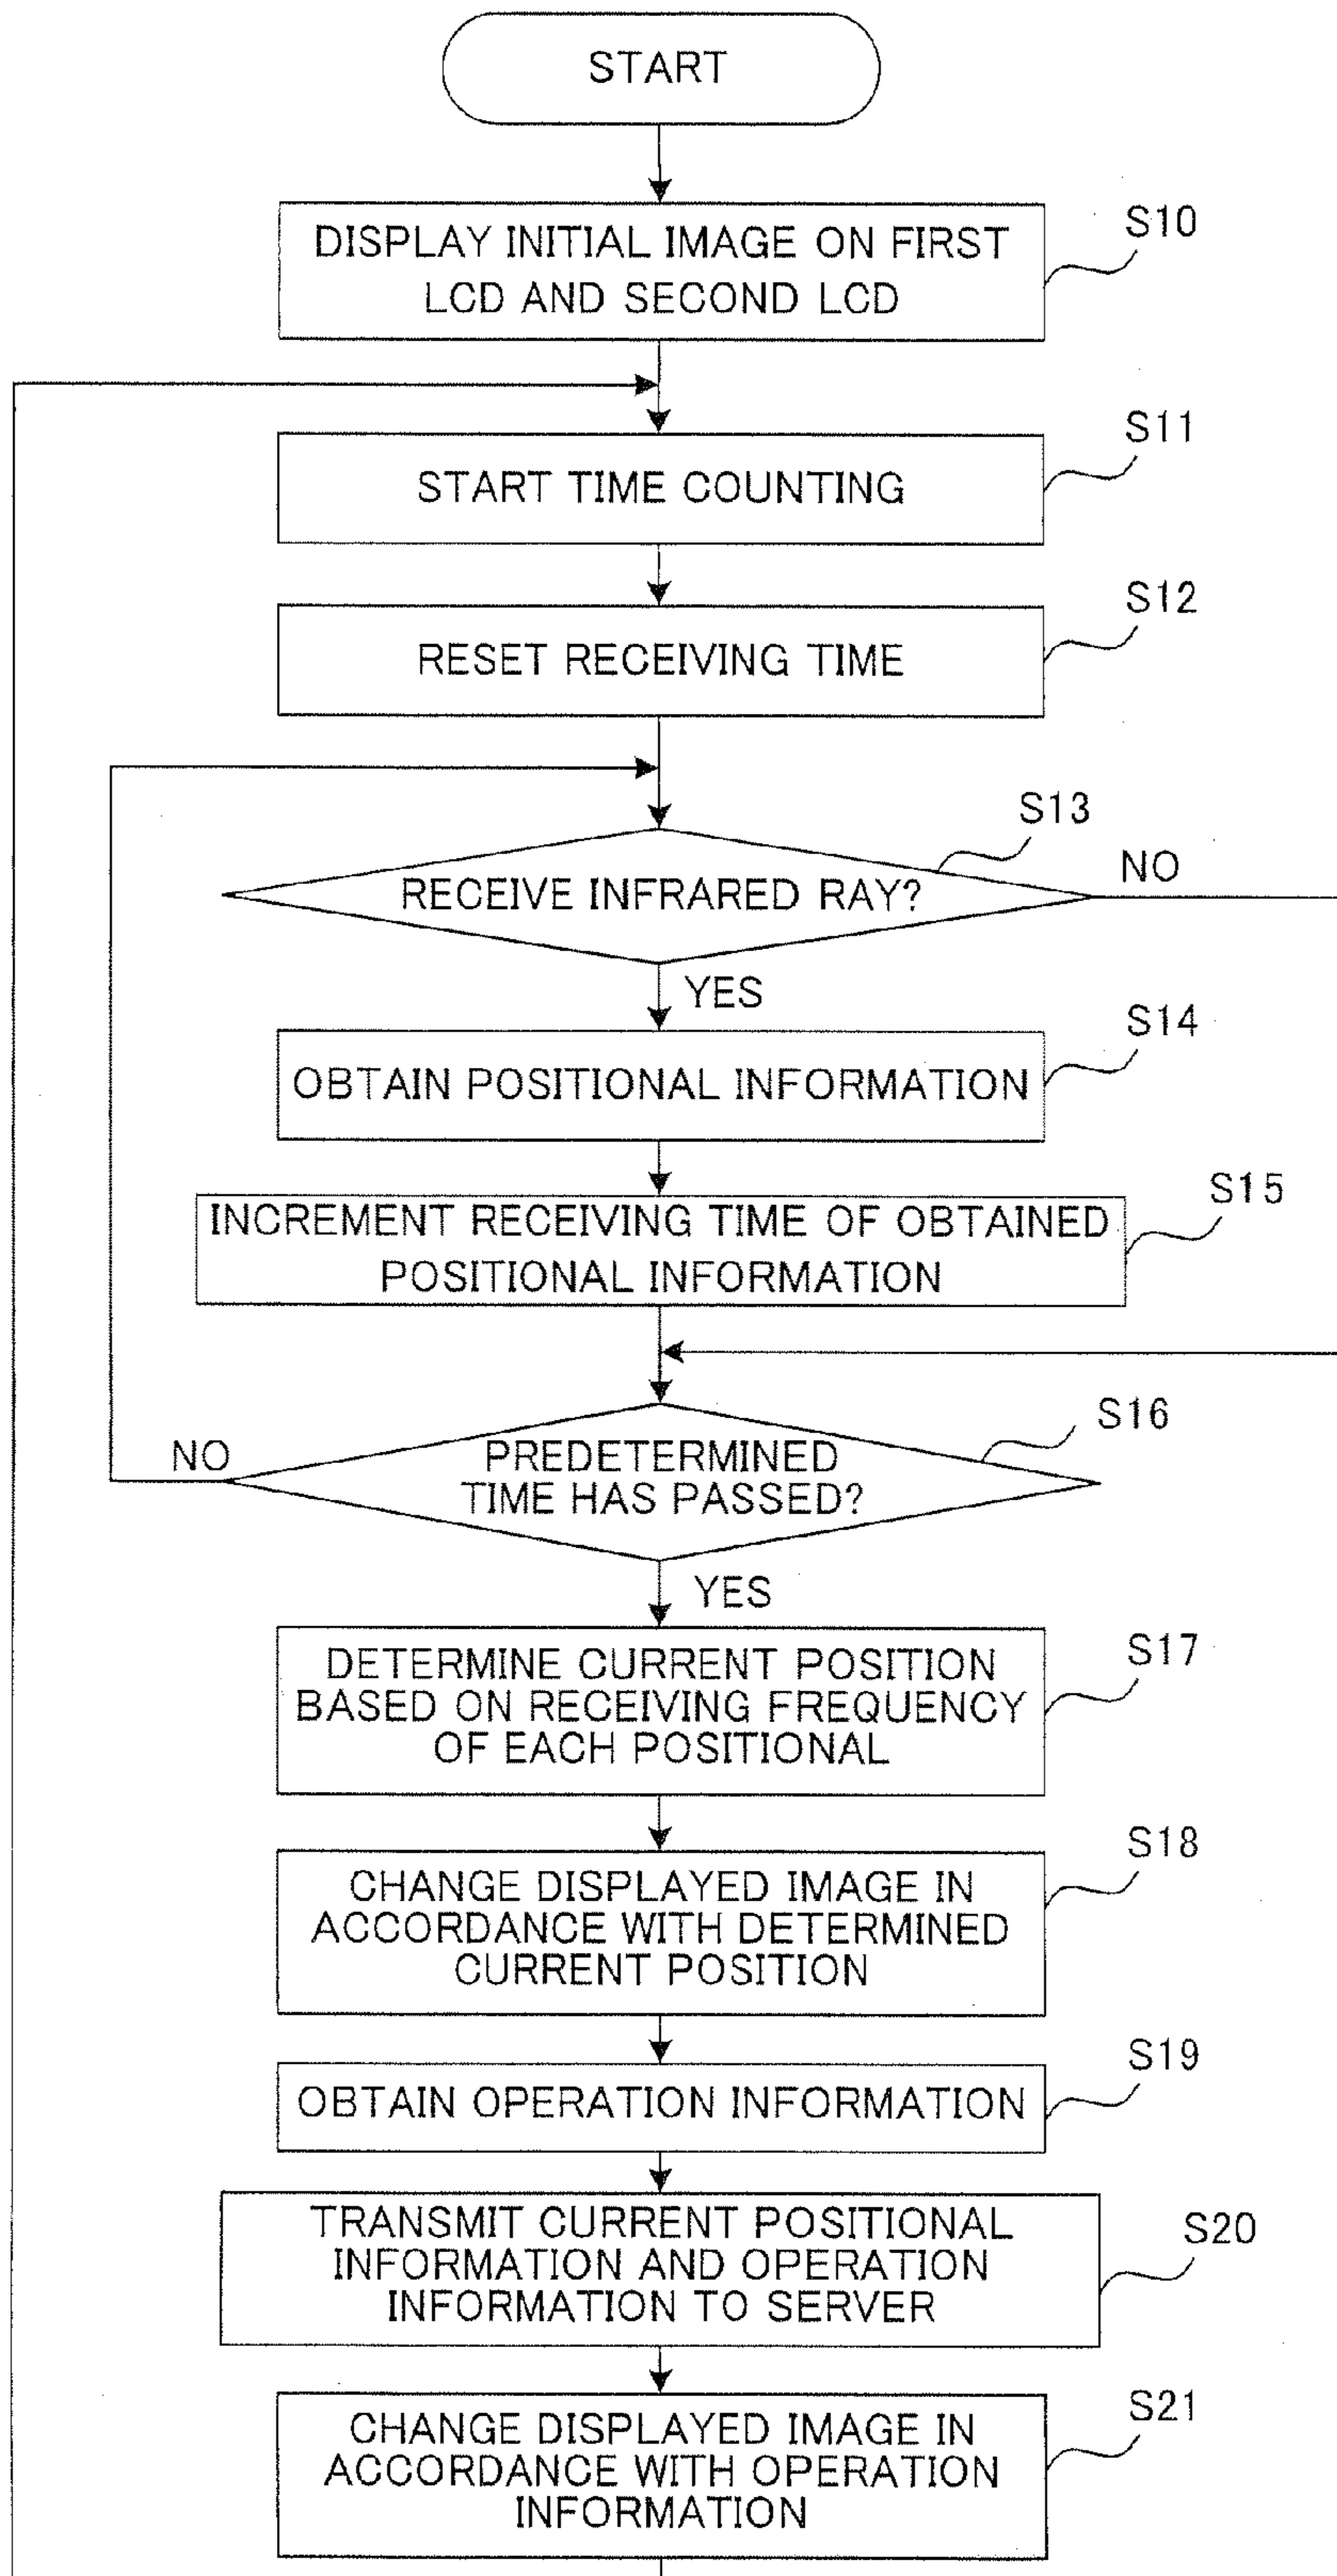 START
S10
DISPLAY INITIAL IMAGE ON FIRST
LCD AND SECOND LCD
S11
START TIME COUNTING
S12
RESET RECEIVING TIME
S13
RECEIVE INFRARED RAY?
NO
YES
S14
OBTAIN POSITIONAL INFORMATION
S15
INCREMENT RECEIVING TIME OF OBTAINED
POSITIONAL INFORMATION
S16
NO
PREDETERMINED
TIME HAS PASSED?
YES
S17
DETERMINE CURRENT POSITION
BASED ON RECEIVING FREQUENCY
OF EACH POSITIONAL
S18
CHANGE DISPLAYED IMAGE IN
ACCORDANCE WITH DETERMINED
CURRENT POSITION
S19
OBTAIN OPERATION INFORMATION
S20
TRANSMIT CURRENT POSITIONAL
INFORMATION AND OPERATION
INFORMATION TO SERVER
S21
CHANGE DISPLAYED IMAGE IN
ACCORDANCE WITH OPERATION
INFORMATION